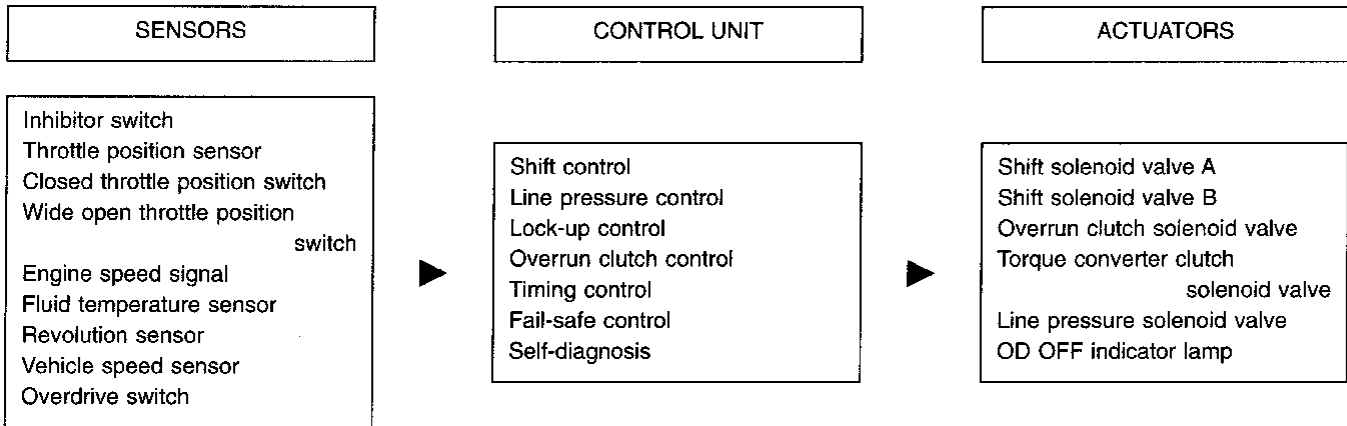 SENSORS
Inhibitor switch
Throttle position sensor
Closed throttle position switch
Wide open throttle position
switch
Engine speed signal
Fluid temperature sensor
Revolution sensor
Vehicle speed sensor
Overdrive switch
CONTROL UNIT
Shift control
Line pressure control
Lock-up control
Overrun clutch control
Timing control
Fail-safe control
Self-diagnosis
ACTUATORS
Shift solenoid valve A
Shift solenoid valve B
Overrun clutch solenoid valve
Torque converter clutch
solenoid valve
Line pressure solenoid valve
OD OFF indicator lamp